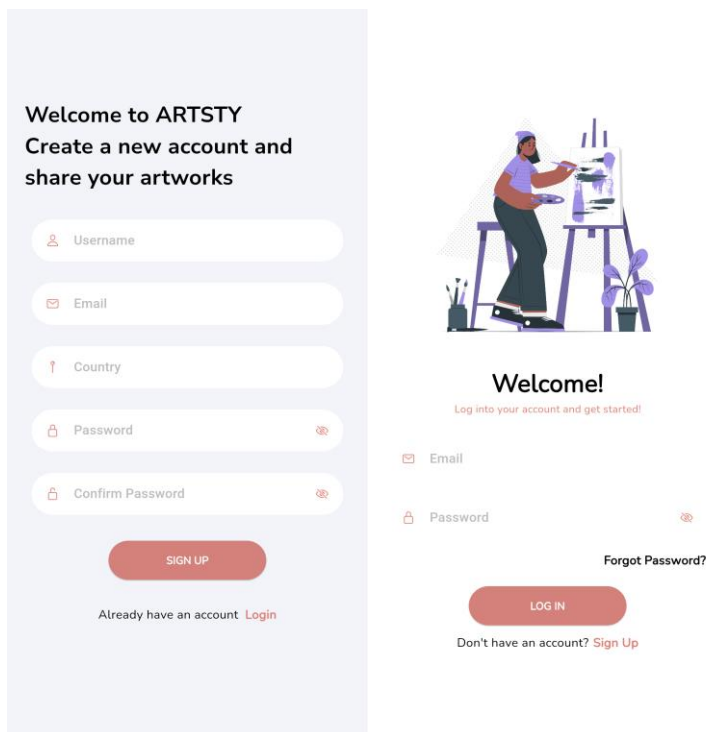 Welcome to ARTSTY
Create a new account and
share your artworks
Username
Email
Country
Password
Confirm Password
SIGN UP
Already have an account Login
Welcome!
Log into your account and get started!
Email
Password
Forgot Password?
LOG IN
Don't have an account? Sign Up